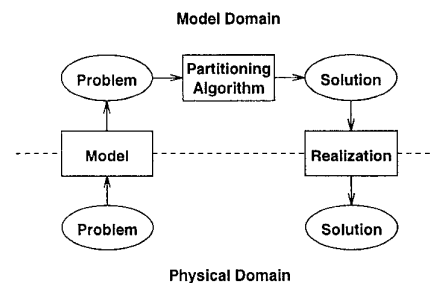 Model Domain
Problem
Partitioning
Algorithm
Solution
Model
Realization
Problem
Solution
Physical Domain